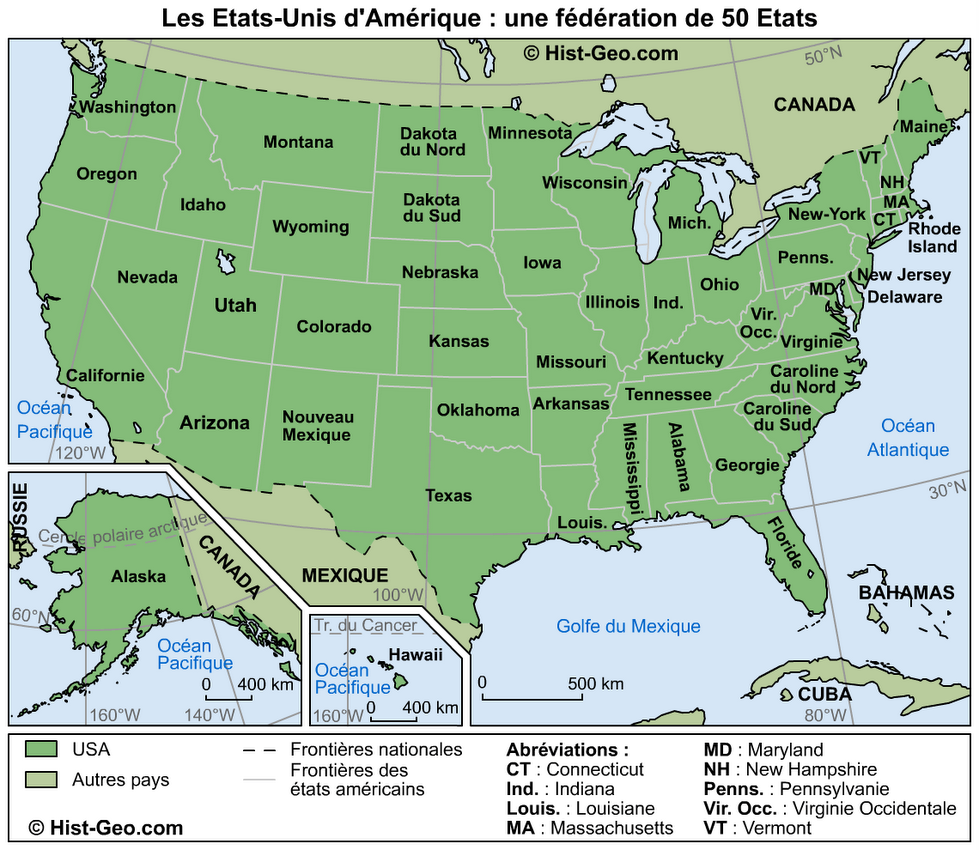 Les Etats-Unis d'Amérique : une fédération de 50 Etats
© Hist-Geo.com
50°N
CANADA
Washington
Montana
Dakota
du Nord
Minnesota
Maine
Oregon
Idaho
Wyoming
Dakota
du Sud
Wisconsin
Mich.
VT
NH
MA
CT
New-York
Rhode
Island
Nevada
Utah
Colorado
Nebraska
Iowa
Illinois
Ind.
Ohio
Penns.
New Jersey
MD
Delaware
Vir.
Occ.
Virginie
Kansas
Missouri
Kentucky
Californie
Arizona
Nouveau
Mexique
Oklahoma
Arkansas
Tennessee
Caroline
du Nord
Caroline
du Sud
Océan
Pacifique
120°W
Océan
Atlantique
Texas
Louis.
Mississippi
Alabama
Georgie
Floride
30°N
RUSSIE
Cercle polaire arctique
CANADA
Alaska
60°N
Océan
Pacifique
0 400 km
160°W 140°W
MEXIQUE
100°W
Tr. du Cancer
Hawaii
Océan
Pacifique
160°W
0 400 km
Golfe du Mexique
0 500 km
BAHAMAS
CUBA
80°W
USA
Autres pays
Frontières nationales
Frontières des
états américains
© Hist-Geo.com
Abréviations :
CT : Connecticut
Ind. : Indiana
Louis. : Louisiane
MA : Massachusetts
MD : Maryland
NH : New Hampshire
Penns. : Pennsylvanie
Vir. Occ. : Virginie Occidentale
VT : Vermont